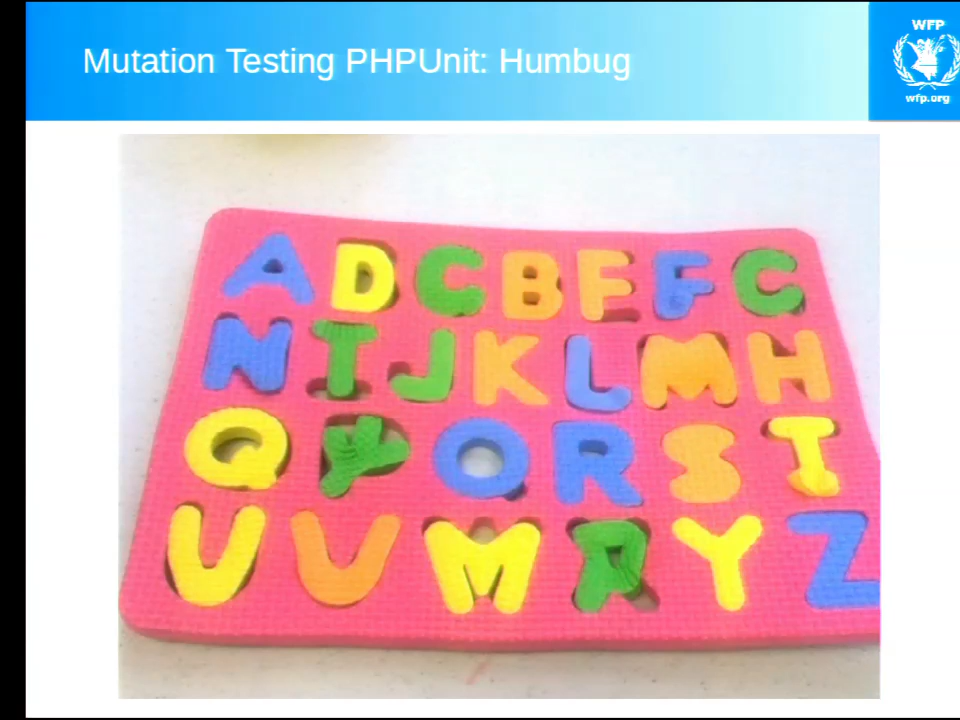 Mutation Testing PHPUnit: Humbug
WFP
wfp.org
A D C B F F C
N T J K L M H
Q Y O R S I
U V M R Y Z